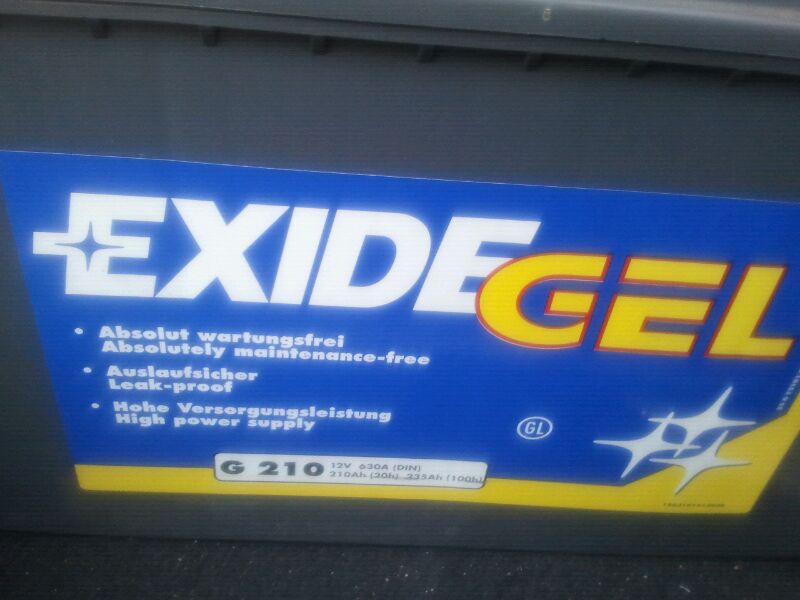 EXIDE GEL
• Absolut wartungsfrei
Absolutely maintenance-free
• Auslaufsicher
Leak-proof
• Hohe Versorgungsleistung
High power supply
GL
G 210
12V 630A (DIN)
210Ah (20h) 235Ah (100h)